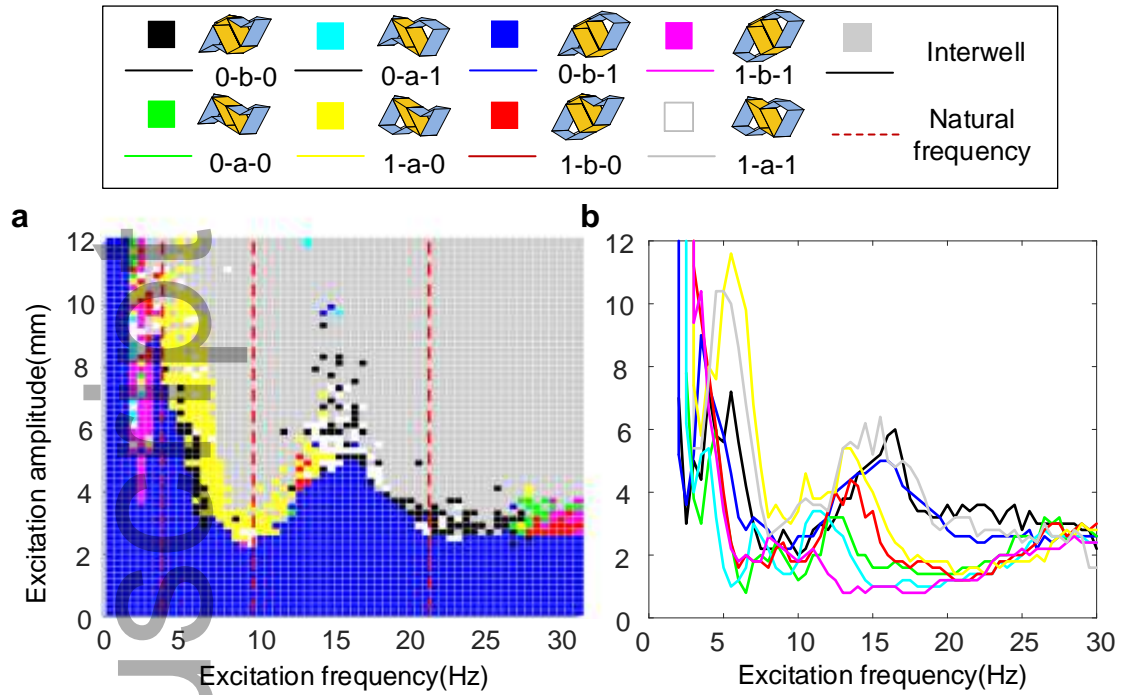 0-b-0 0-a-1 0-b-1 1-b-1 Interwell
0-a-0 1-a-0 1-b-0 1-a-1 Natural
frequency
a
Excitation amplitude(mm)
12
10
8
6
4
2
0
0 5 10 15 20 25 30
Excitation frequency(Hz)
b
12
10
8
6
4
2
0
0 5 10 15 20 25 30
Excitation frequency(Hz)